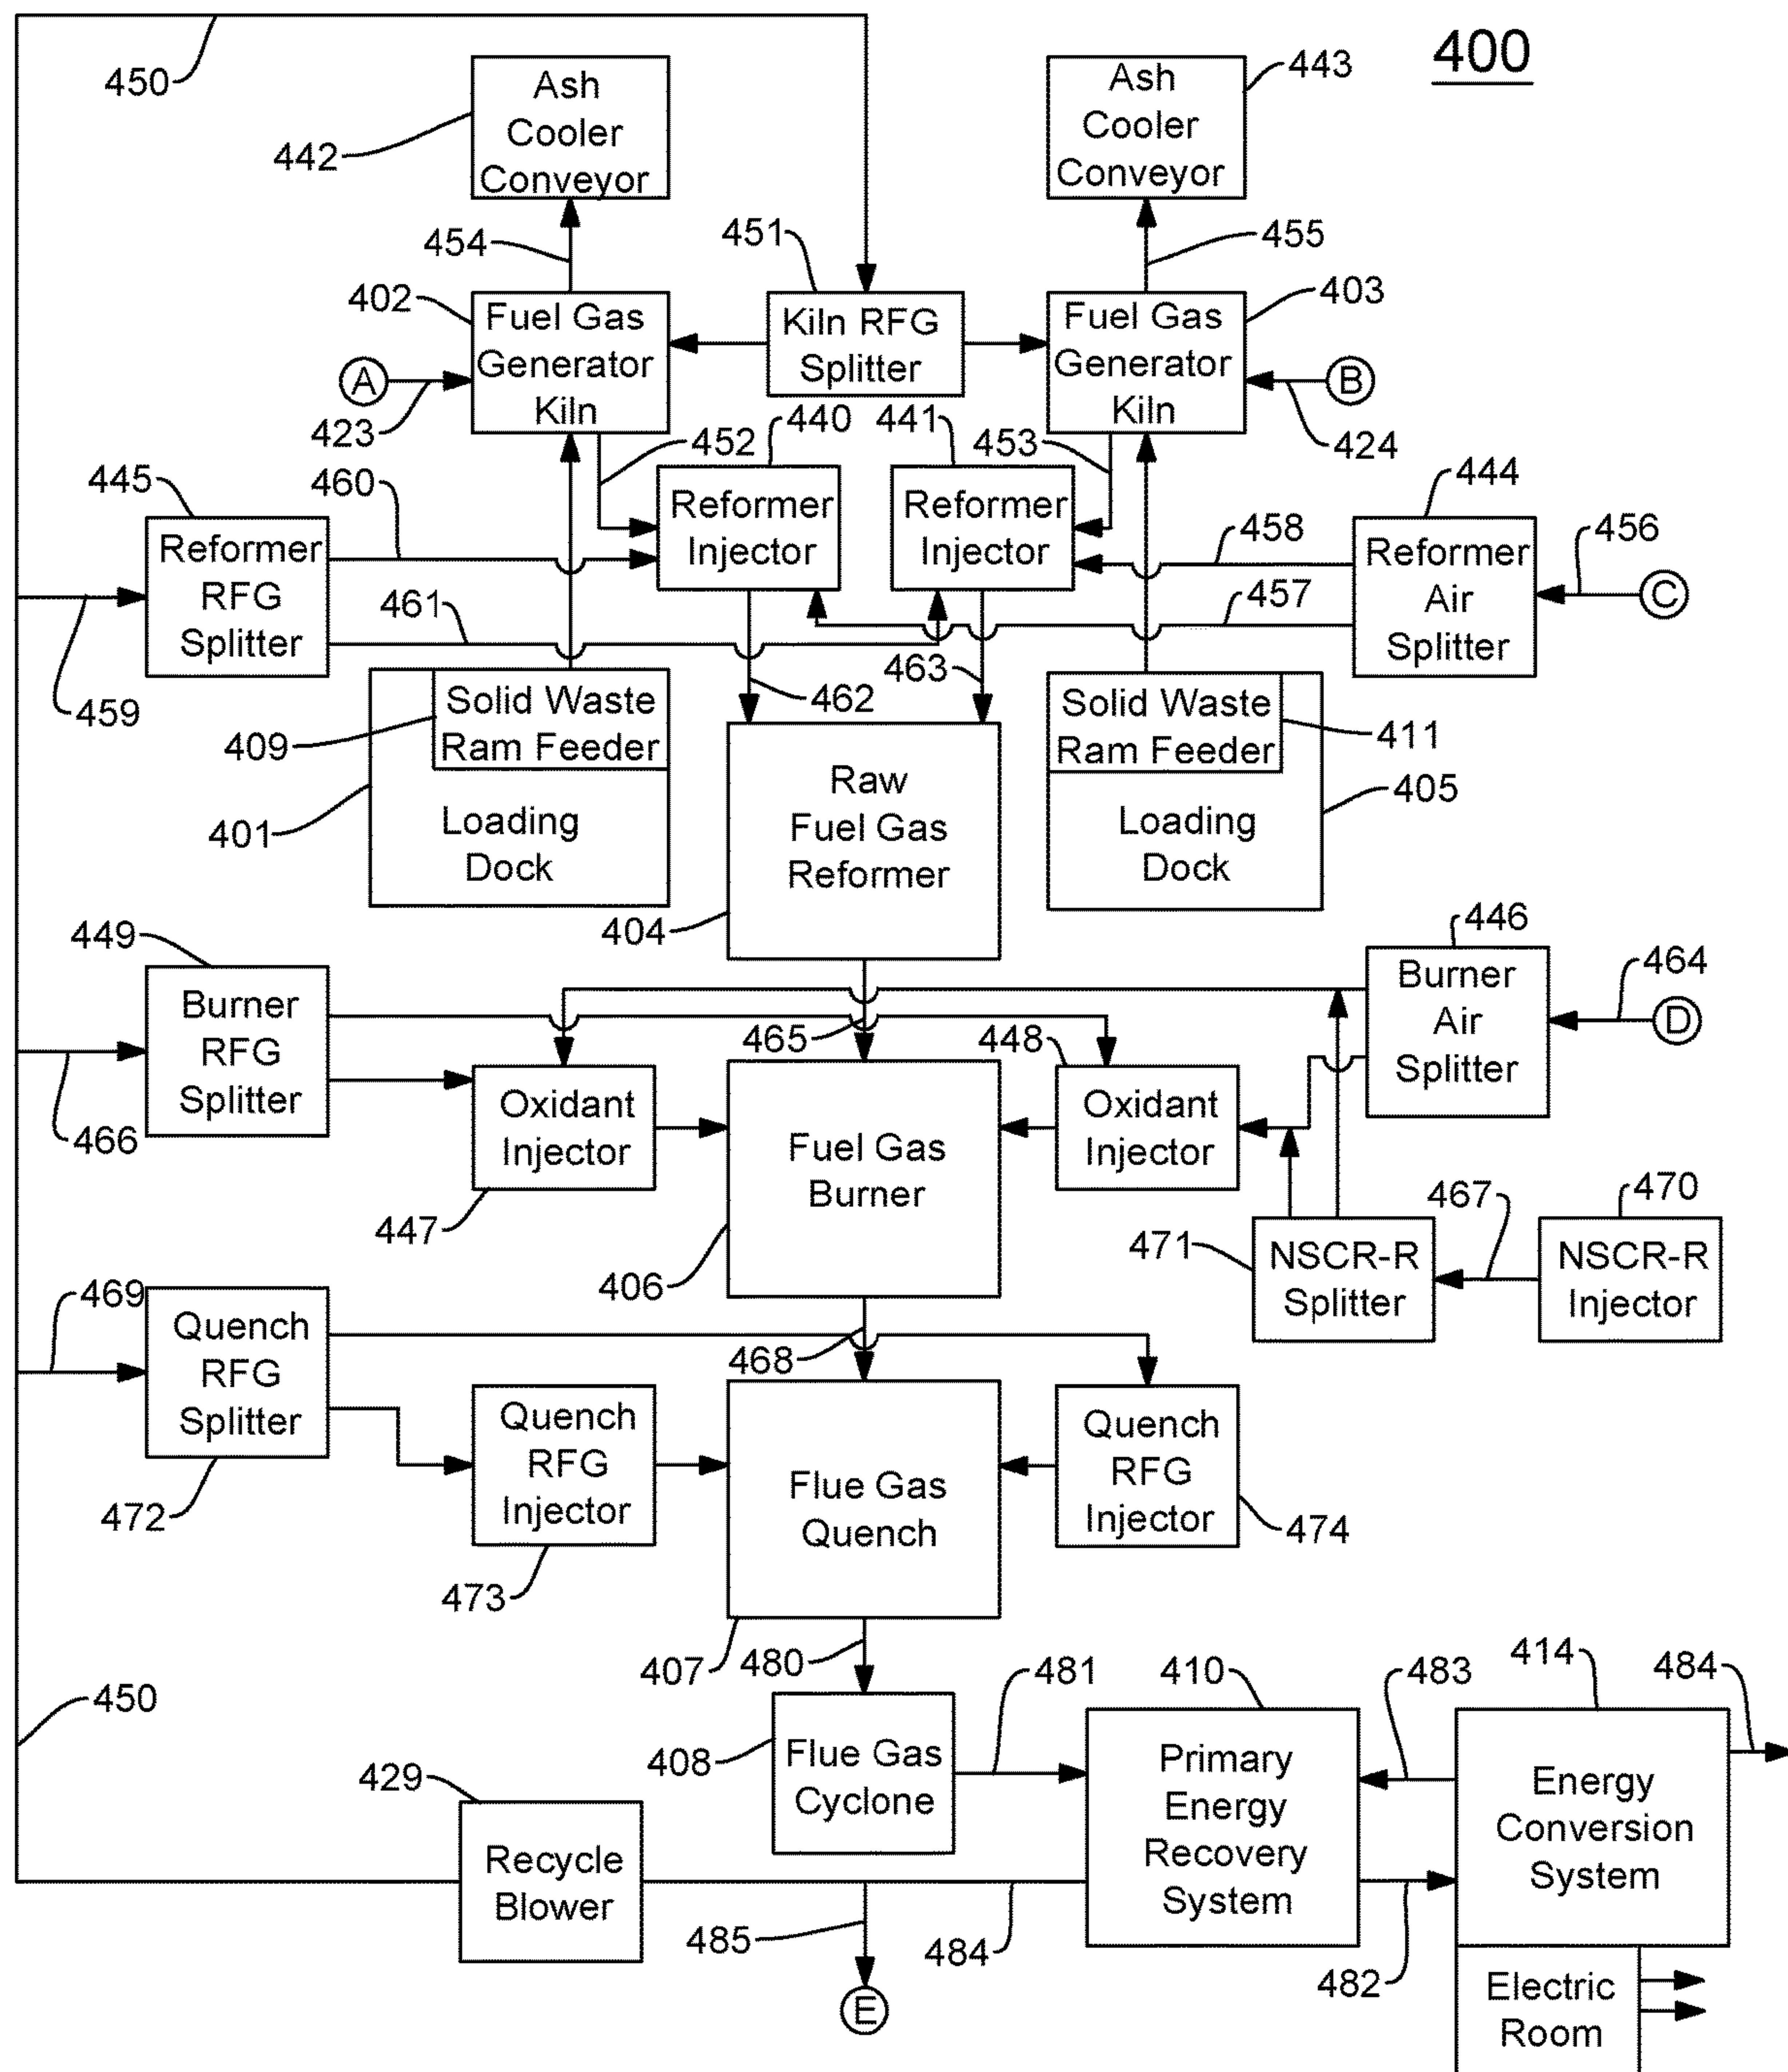 400
450
Ash
Cooler
Conveyor
442
Ash
Cooler
Conveyor
443
454
451
455
402
Fuel Gas
Generator
Kiln
Kiln RFG
Splitter
Fuel Gas
Generator
Kiln
403
A
423
B
424
440
441
452
453
445
460
Reformer
Injector
Reformer
Injector
444
458
456
Reformer
RFG
Splitter
Reformer
Air
Splitter
C
461
457
459
462
463
Solid Waste
Ram Feeder
409
Solid Waste
Ram Feeder
411
401
Loading
Dock
Raw
Fuel Gas
Reformer
405
Loading
Dock
404
449
446
Burner
RFG
Splitter
Burner
Air
Splitter
464
D
465
448
466
Oxidant
Injector
Fuel Gas
Burner
Oxidant
Injector
447
467
470
406
471
NSCR-R
Splitter
NSCR-R
Injector
469
Quench
RFG
Splitter
468
Quench
RFG
Injector
Flue Gas
Quench
Quench
RFG
Injector
472
474
473
407
480
481
410
483
414
484
450
408
Flue Gas
Cyclone
Primary
Energy
Recovery
System
Energy
Conversion
System
429
Recycle
Blower
485
484
482
E
Electric
Room